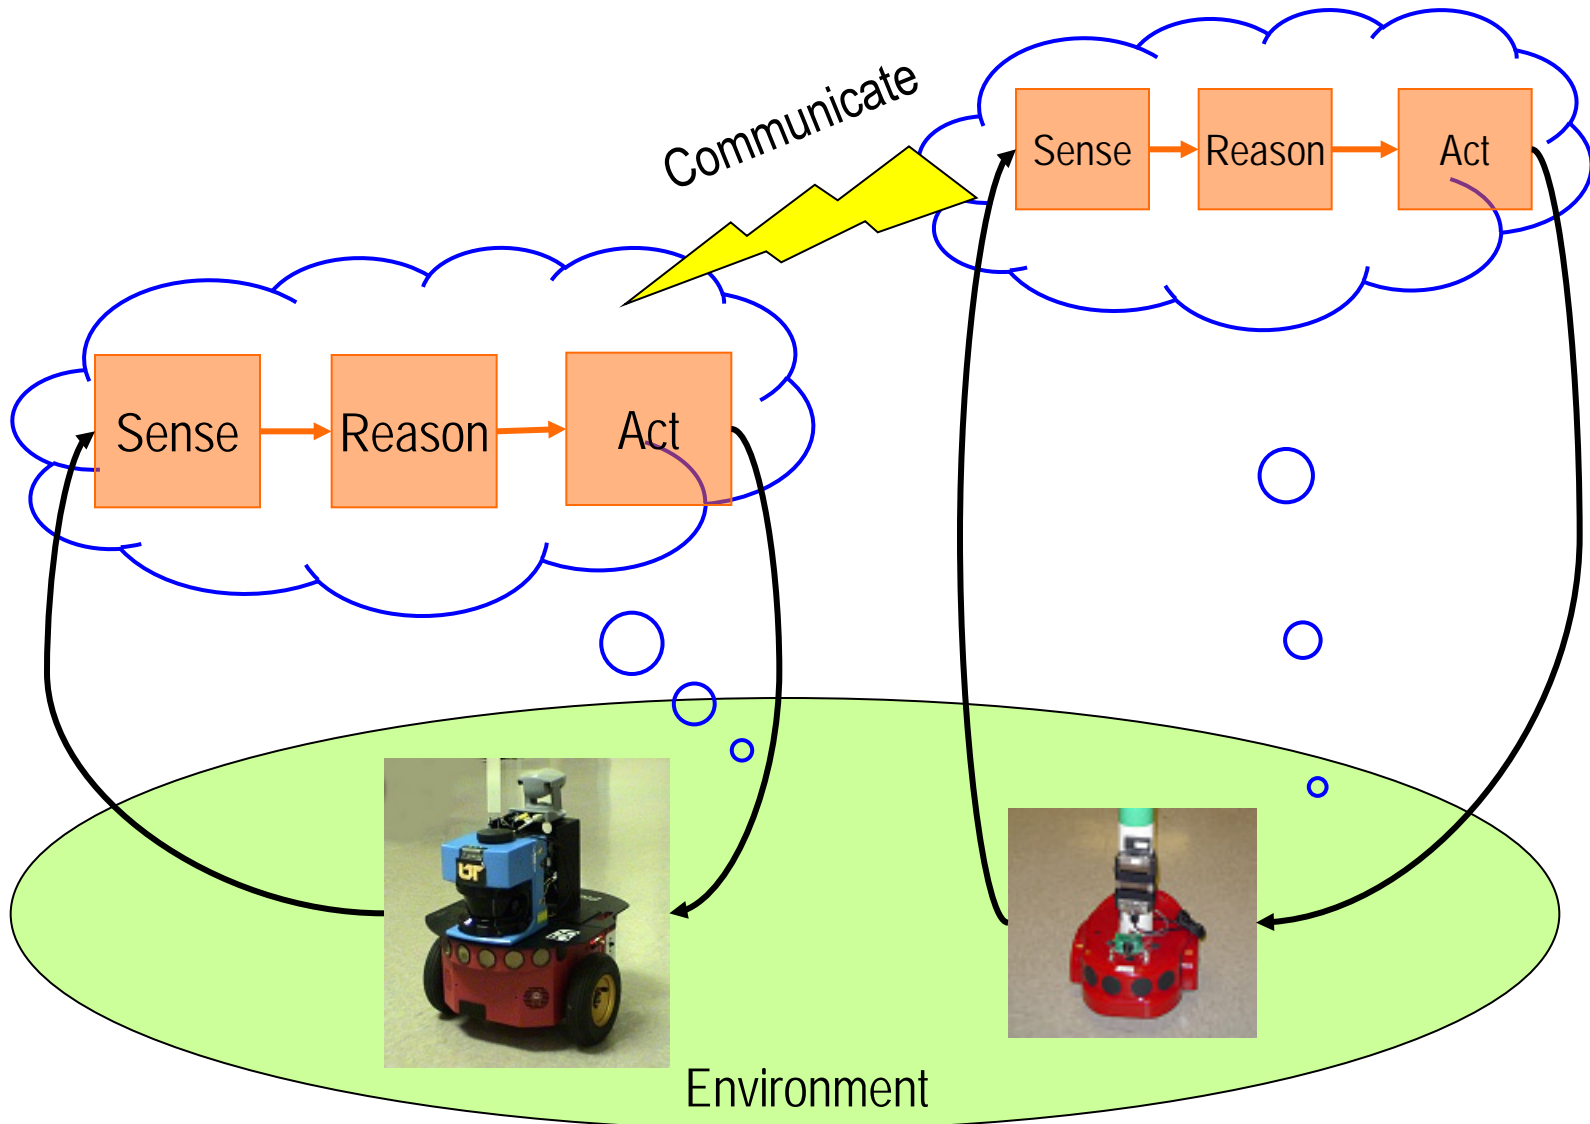 Communicate
Sense
Reason
Act
Sense
Reason
Act
Environment